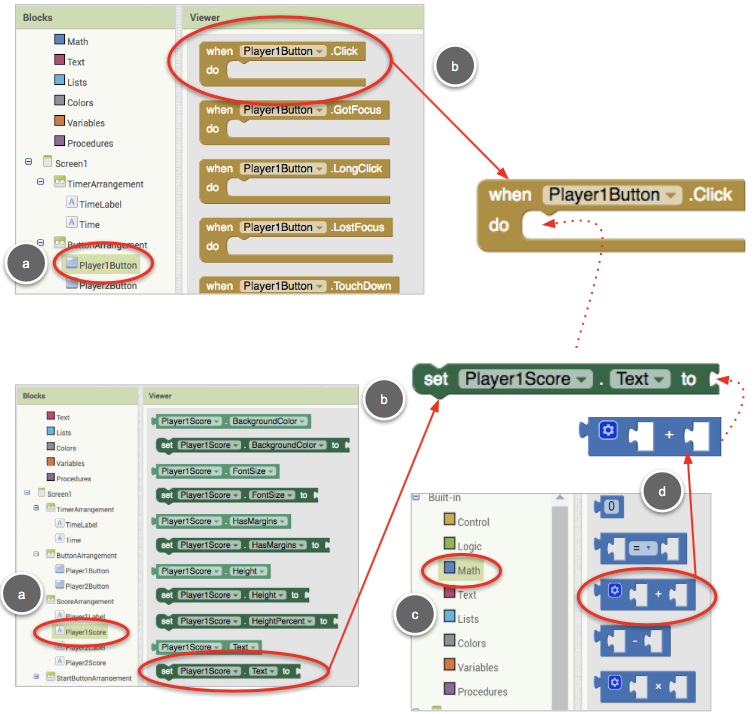 Blocks
Viewer
Math
Text
Lists
Colors
Variables
Procedures
Screen1
TimerArrangement
TimeLabel
Time
ButtonArrangement
Player1Button
Player2Button
when Player1Button .Click
do
when Player1Button .GotFocus
do
when Player1Button .LongClick
do
when Player1Button .LostFocus
do
when Player1Button .TouchDown
a
b
when Player1Button .Click
do
Blocks
Viewer
Text
Lists
Colors
Variables
Procedures
Screen1
TimerArrangement
TimeLabel
Time
ButtonArrangement
Player1Button
Player2Button
ScoreArrangement
Player1Label
Player1Score
Player2Label
Player2Score
StartButtonArrangement
Player1Score . BackgroundColor
set Player1Score . BackgroundColor to
Player1Score . FontSize
set Player1Score . FontSize to
Player1Score . HasMargins
set Player1Score . HasMargins to
Player1Score . Height
set Player1Score . Height to
set Player1Score . HeightPercent to
Player1Score . Text
set Player1Score . Text to
a
b
set Player1Score . Text to
+
d
Built-in
Control
Logic
Math
Text
Lists
Colors
Variables
Procedures
c
0
=
+
-
×